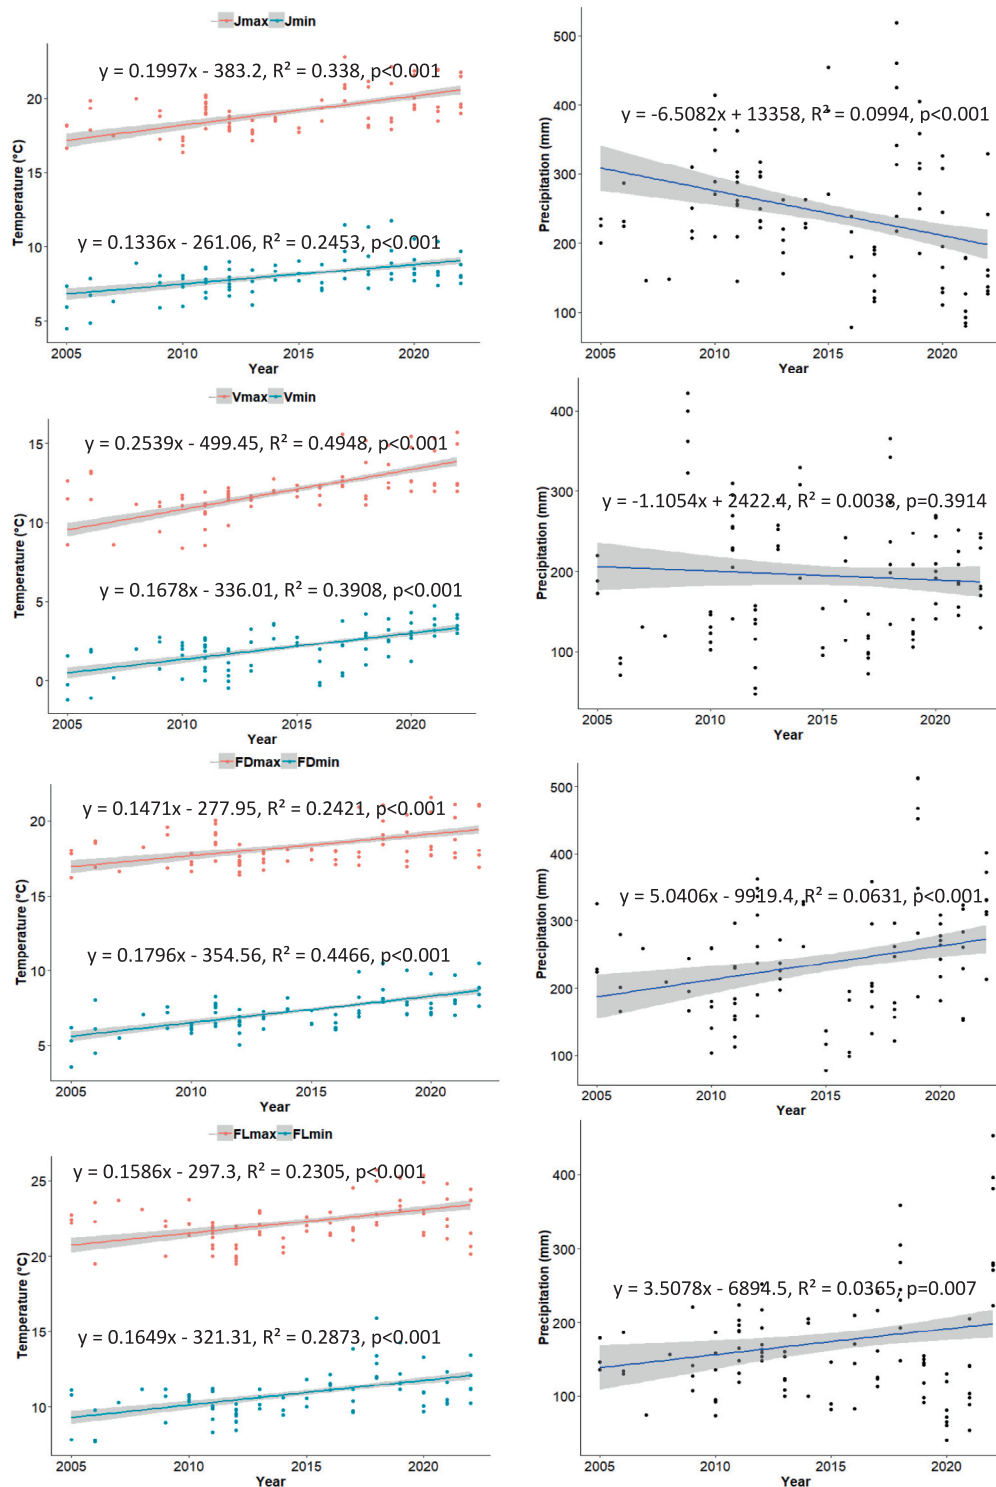 Jmax Jmin
y = 0.1997x - 383.2, R² = 0.338, p<0.001
y = 0.1336x - 261.06, R² = 0.2453, p<0.001
Temperature (°C)
20
10
5
2005 2010 2015 2020
Year
y = -6.5082x + 13358, R² = 0.0994, p<0.001
Precipitation (mm)
500
400
300
200
100
2005 2010 2015 2020
Year
Vmax Vmin
y = 0.2539x - 499.45, R² = 0.4948, p<0.001
y = 0.1678x - 336.01, R² = 0.3908, p<0.001
Temperature (°C)
15
10
5
0
2005 2010 2015 2020
Year
y = -1.1054x + 2422.4, R² = 0.0038, p=0.3914
Precipitation (mm)
400
300
200
100
2005 2010 2015 2020
Year
FDmax FDmin
y = 0.1471x - 277.95, R² = 0.2421, p<0.001
y = 0.1796x - 354.56, R² = 0.4466, p<0.001
Temperature (°C)
20
10
5
2005 2010 2015 2020
Year
y = 5.0406x - 9919.4, R² = 0.0631, p<0.001
Precipitation (mm)
500
400
300
200
100
2005 2010 2015 2020
Year
FLmax FLmin
y = 0.1586x - 297.3, R² = 0.2305, p<0.001
y = 0.1649x - 321.31, R² = 0.2873, p<0.001
Temperature (°C)
25
20
10
2005 2010 2015 2020
Year
y = 3.5078x - 6894.5, R² = 0.0365, p=0.007
Precipitation (mm)
400
300
200
100
2005 2010 2015 2020
Year